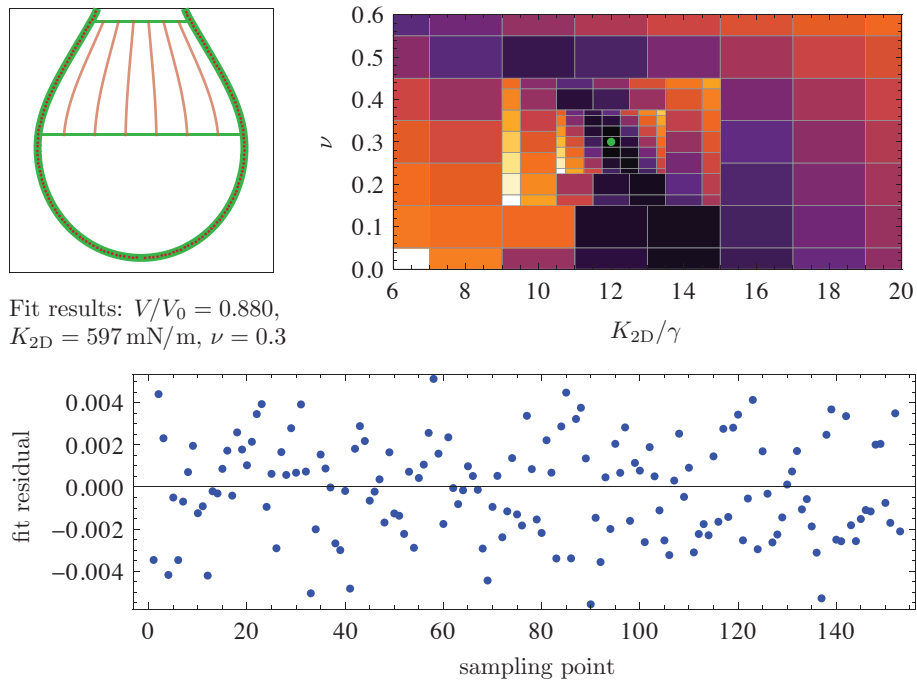 0.6
0.5
0.4
0.3
0.2
0.1
0.0
ν
6 8 10 12 14 16 18 20
K2D/γ
Fit results: V/V0 = 0.880,
K2D = 597 mN/m, ν = 0.3
0.004
0.002
0.000
−0.002
−0.004
fit residual
0 20 40 60 80 100 120 140
sampling point